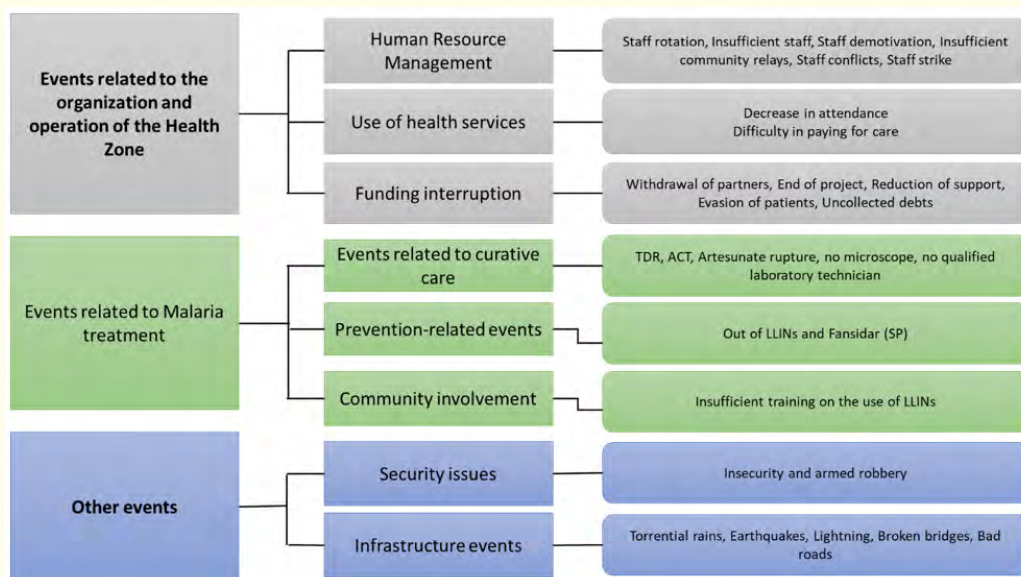 Events related to the
organization and
operation of the Health
Zone
Human Resource
Management
Staff rotation, Insufficient staff, Staff demotivation, Insufficient
community relays, Staff conflicts, Staff strike
Use of health services
Decrease in attendance
Difficulty in paying for care
Funding interruption
Withdrawal of partners, End of project, Reduction of support,
Evasion of patients, Uncollected debts
Events related to Malaria
treatment
Events related to curative
care
TDR, ACT, Artesunate rupture, no microscope, no qualified
laboratory technician
Prevention-related events
Out of LLINs and Fansidar (SP)
Community involvement
Insufficient training on the use of LLINs
Other events
Security issues
Insecurity and armed robbery
Infrastructure events
Torrential rains, Earthquakes, Lightning, Broken bridges, Bad
roads